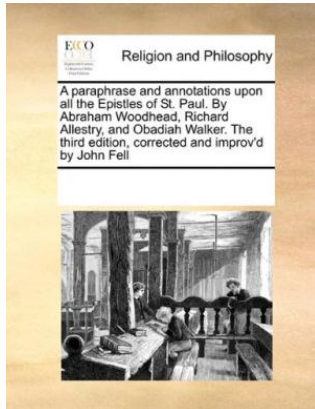 ECCO
Religion and Philosophy
A paraphrase and annotations upon
all the Epistles of St. Paul. By
Abraham Woodhead, Richard
Allestry, and Obadiah Walker. The
third edition, corrected and improv'd
by John Fell